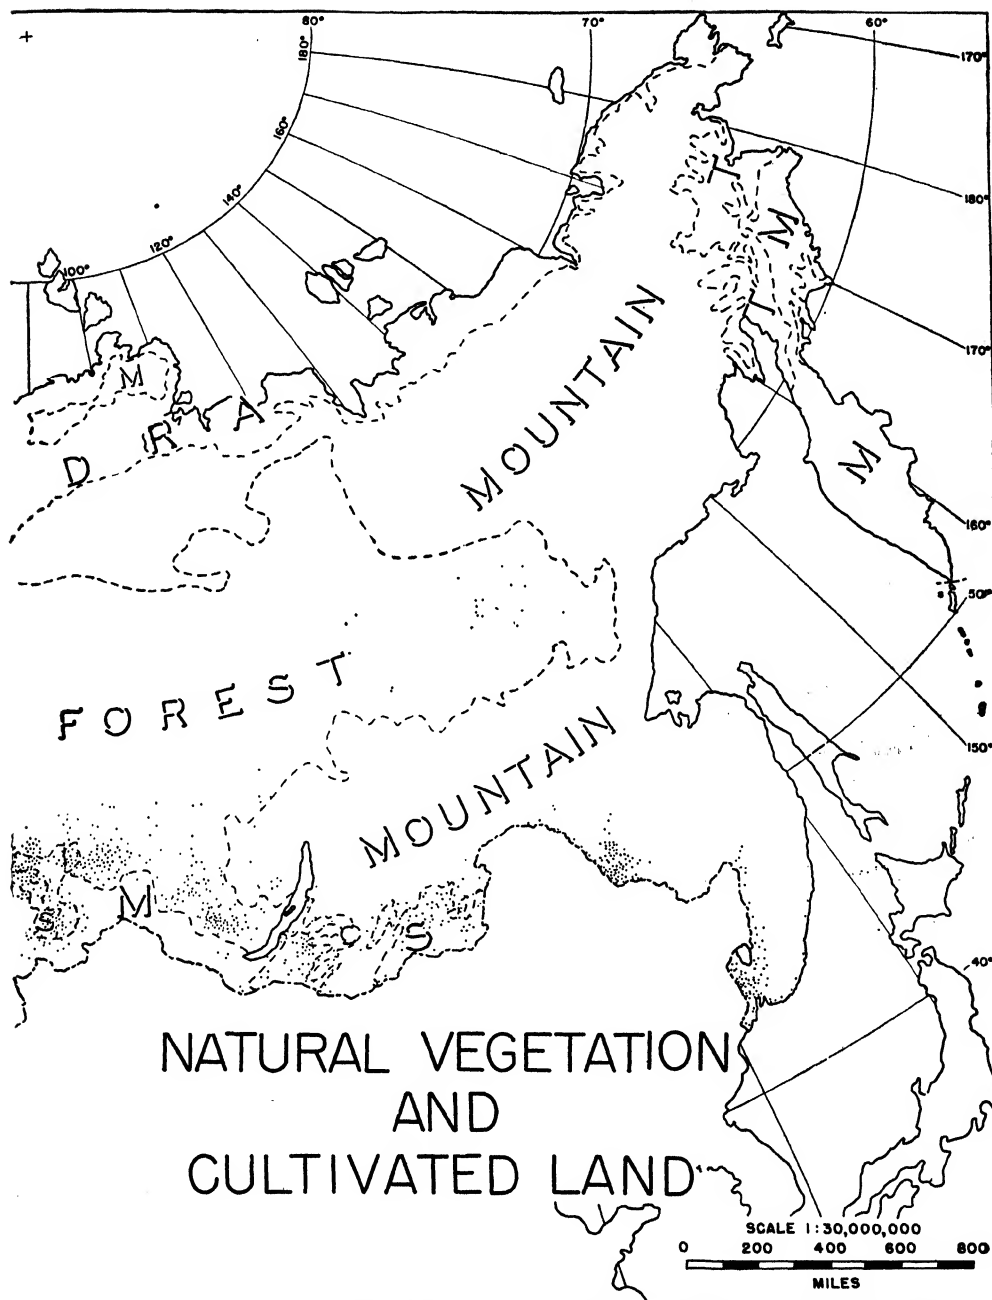 80° 70° 60°
180° 170°
160°
140° 180°
120°
100° 170°
M
D R A
T
M
T
M
MOUNTAIN
160°
50°
FOREST
150°
MOUNTAIN
S M C S
40°
NATURAL VEGETATION
AND
CULTIVATED LAND
SCALE 1:30,000,000
0 200 400 600 800
MILES